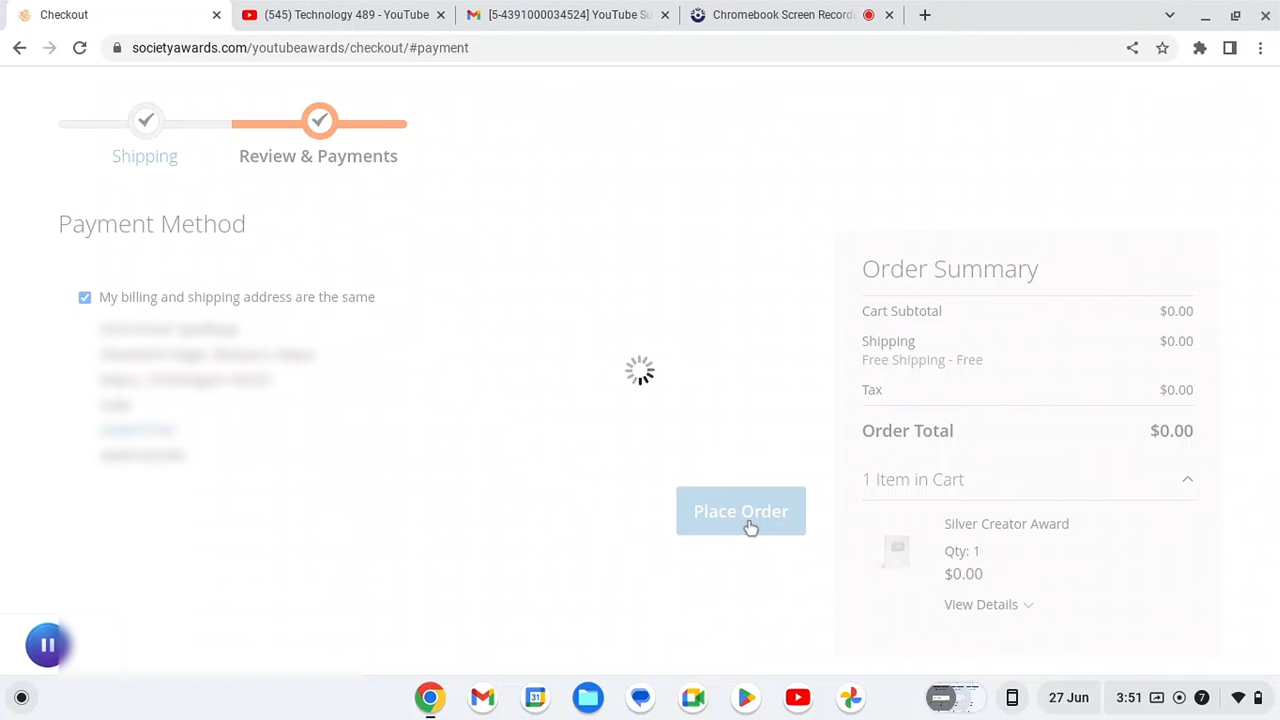 Checkout
(545) Technology 489 - YouTube
[5-4391000034524] YouTube Su
Chromebook Screen Recorde
societyawards.com/youtubeawards/checkout/#payment
Shipping
Review & Payments
Payment Method
My billing and shipping address are the same
Place Order
Order Summary
Cart Subtotal $0.00
Shipping $0.00
Free Shipping - Free
Tax $0.00
Order Total $0.00
1 Item in Cart
Silver Creator Award
Qty: 1
$0.00
View Details
31
27 Jun
3:51
7